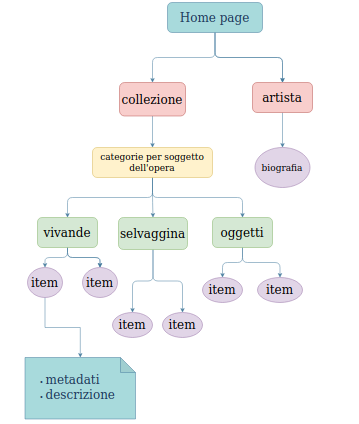 Home page
collezione
artista
categorie per soggetto
dell'opera
biografia
vivande
selvaggina
oggetti
item
item
item
item
item
item
. metadati
. descrizione